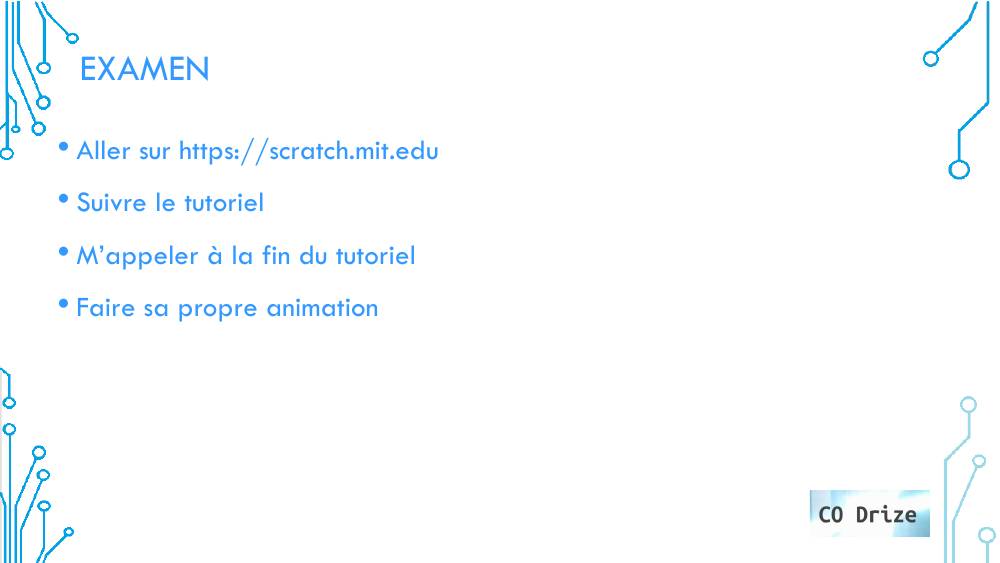 EXAMEN
• Aller sur https://scratch.mit.edu
• Suivre le tutoriel
• M’appeler à la fin du tutoriel
• Faire sa propre animation
CO Drize